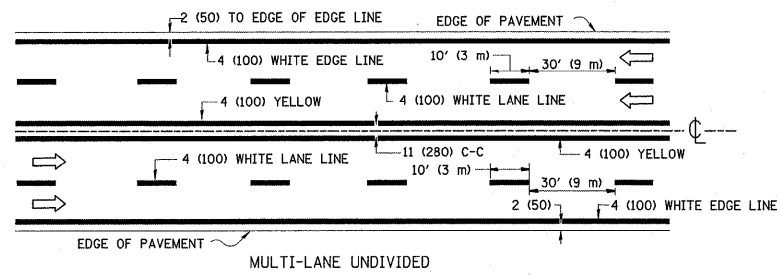 2 (50) TO EDGE OF EDGE LINE
EDGE OF PAVEMENT
4 (100) WHITE EDGE LINE
10' (3 m)
30' (9 m)
4 (100) YELLOW
4 (100) WHITE LANE LINE
℄
4 (100) WHITE LANE LINE
11 (280) C-C
4 (100) YELLOW
10' (3 m)
30' (9 m)
2 (50)
4 (100) WHITE EDGE LINE
EDGE OF PAVEMENT
MULTI-LANE UNDIVIDED